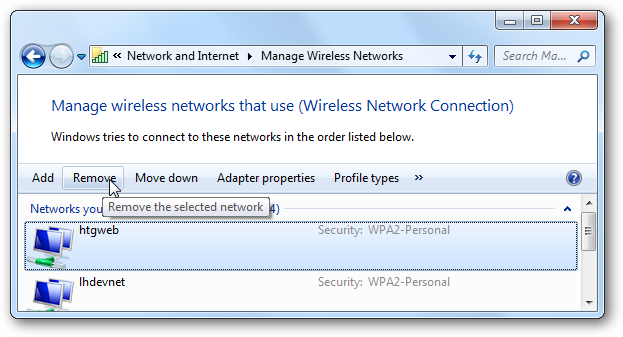 « Network and Internet ▸ Manage Wireless Networks
Search Ma...
Manage wireless networks that use (Wireless Network Connection)
Windows tries to connect to these networks in the order listed below.
Add Remove Move down Adapter properties Profile types »
Networks you 4)
Remove the selected network
htgweb Security: WPA2-Personal
lhdevnet Security: WPA2-Personal